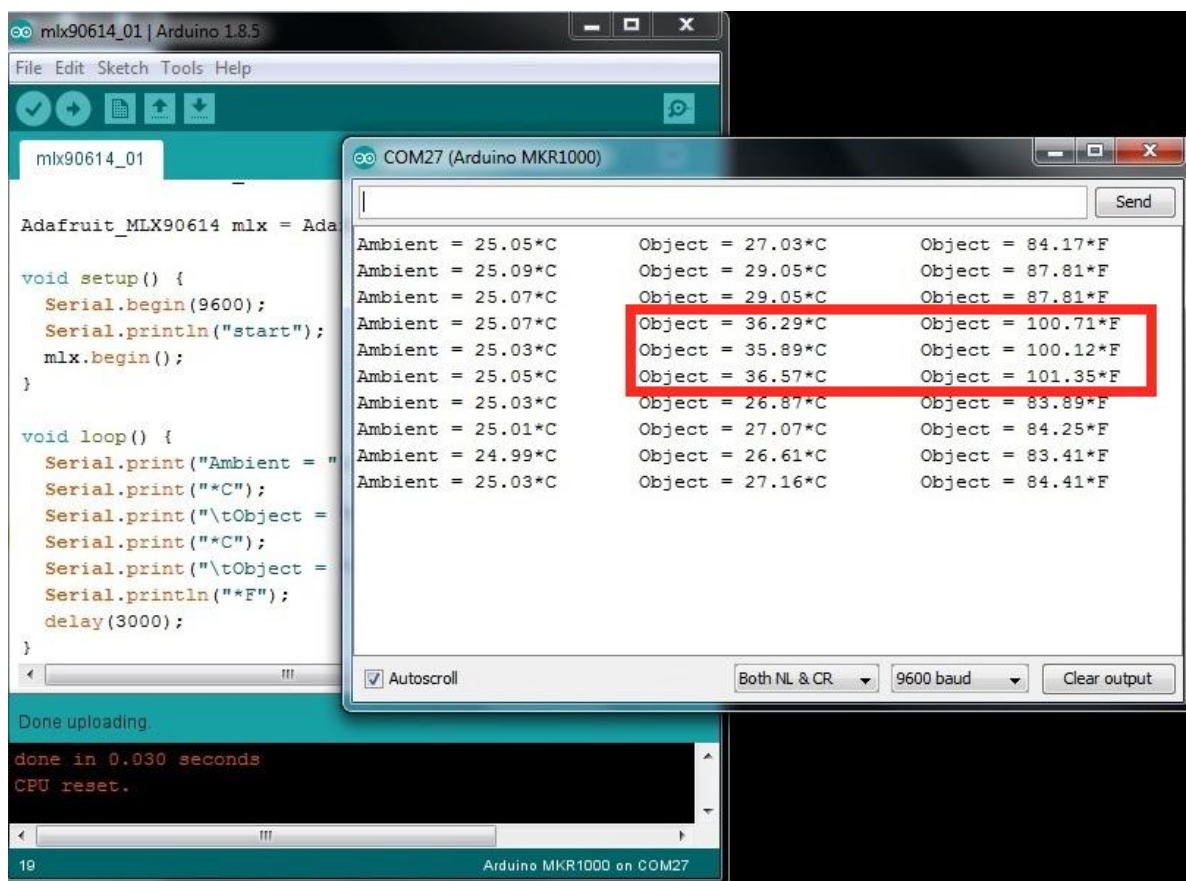 mlx90614_01 | Arduino 1.8.5
File Edit Sketch Tools Help
mlx90614_01
Adafruit_MLX90614 mlx = Ada
void setup() {
Serial.begin(9600);
Serial.println("start");
mlx.begin();
}
void loop() {
Serial.print("Ambient = "
Serial.print("*C");
Serial.print("\tObject =
Serial.print("*C");
Serial.print("\tObject =
Serial.println("*F");
delay(3000);
}
COM27 (Arduino MKR1000)
Send
Ambient = 25.05*C Object = 27.03*C Object = 84.17*F
Ambient = 25.09*C Object = 29.05*C Object = 87.81*F
Ambient = 25.07*C Object = 29.05*C Object = 87.81*F
Ambient = 25.07*C Object = 36.29*C Object = 100.71*F
Ambient = 25.03*C Object = 35.89*C Object = 100.12*F
Ambient = 25.05*C Object = 36.57*C Object = 101.35*F
Ambient = 25.03*C Object = 26.87*C Object = 83.89*F
Ambient = 25.01*C Object = 27.07*C Object = 84.25*F
Ambient = 24.99*C Object = 26.61*C Object = 83.41*F
Ambient = 25.03*C Object = 27.16*C Object = 84.41*F
Autoscroll Both NL & CR 9600 baud Clear output
Done uploading.
done in 0.030 seconds
CPU reset.
19 Arduino MKR1000 on COM27